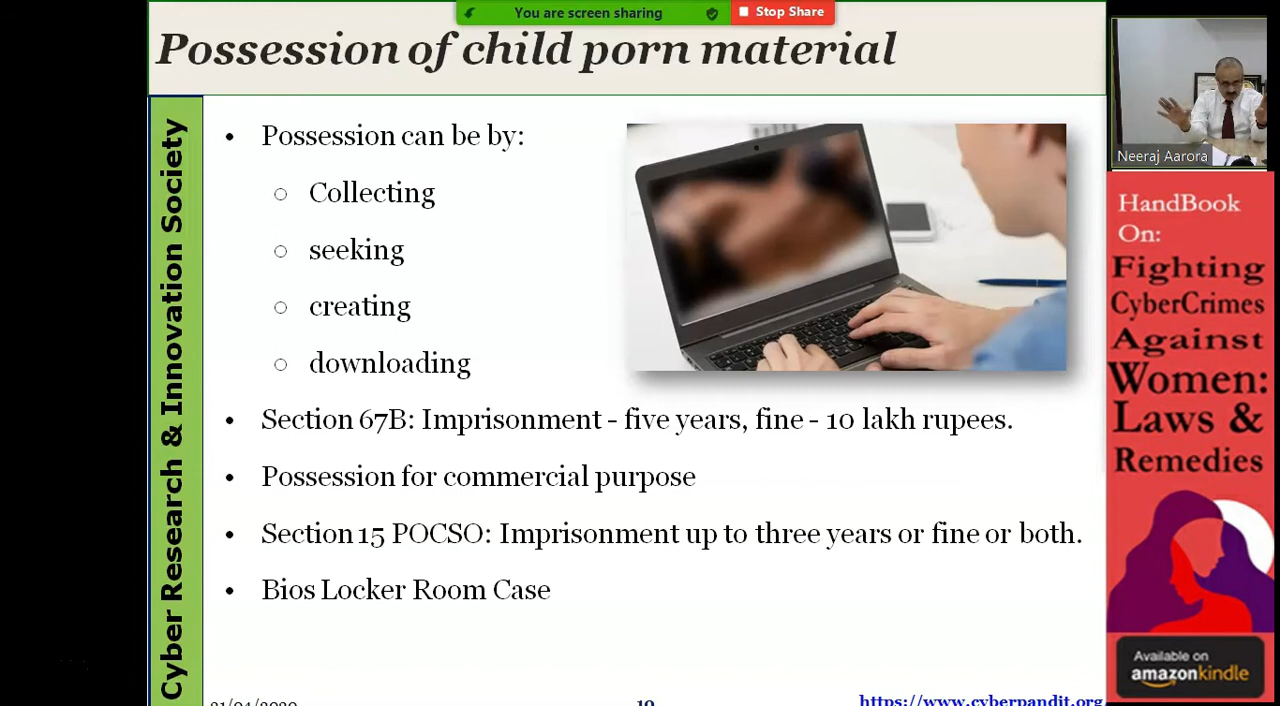 You are screen sharing
Stop Share
Possession of child porn material
Cyber Research & Innovation Society
• Possession can be by:
○ Collecting
○ seeking
○ creating
○ downloading
• Section 67B: Imprisonment - five years, fine - 10 lakh rupees.
• Possession for commercial purpose
• Section 15 POCSO: Imprisonment up to three years or fine or both.
• Bios Locker Room Case
https://www.cyberpandit.org
Neeraj Aarora
HandBook
On:
Fighting
CyberCrimes
Against
Women:
Laws &
Remedies
Available on
amazonkindle